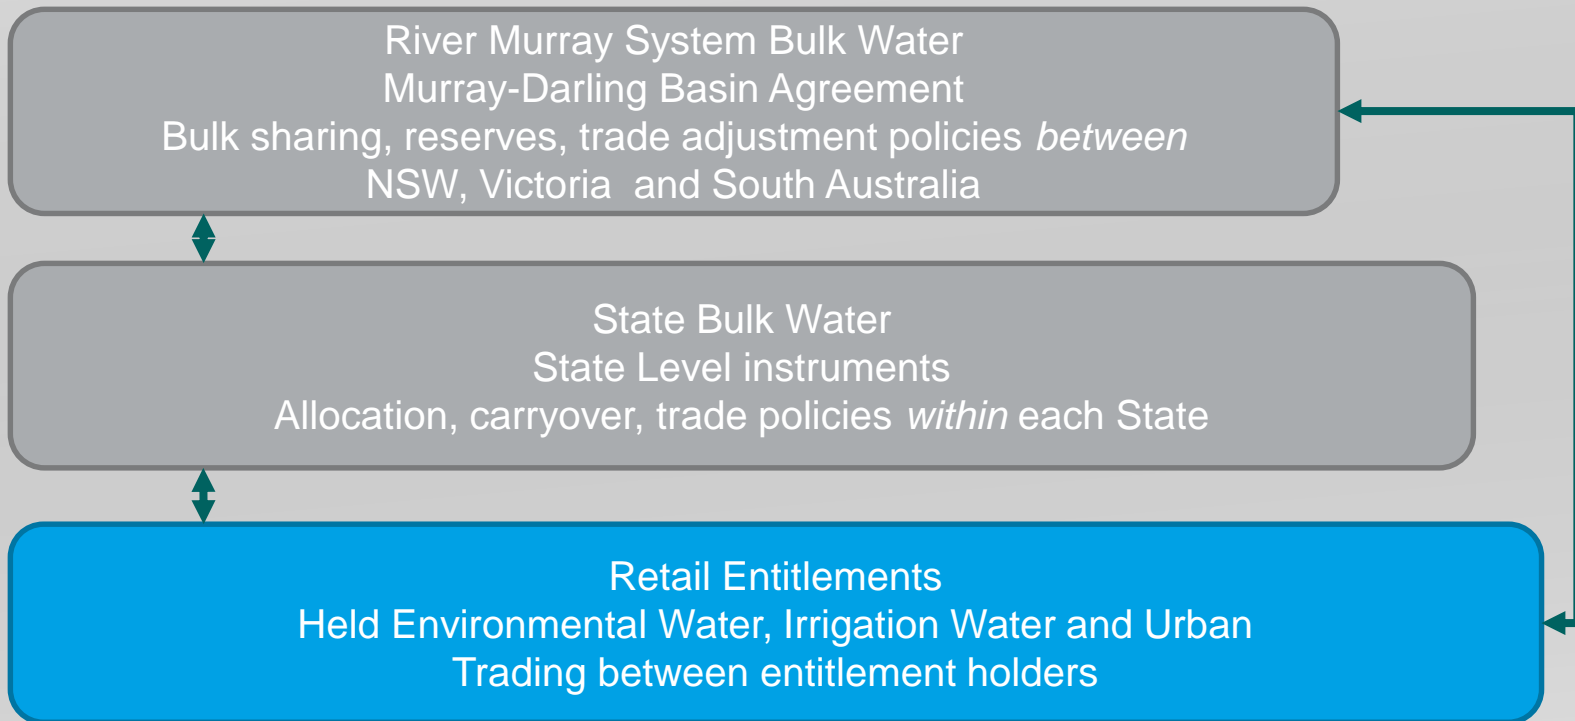 River Murray System Bulk Water
Murray-Darling Basin Agreement
Bulk sharing, reserves, trade adjustment policies between
NSW, Victoria  and South Australia
State Bulk Water
State Level instruments
Allocation, carryover, trade policies within each State
Retail Entitlements
Held Environmental Water, Irrigation Water and Urban
Trading between entitlement holders